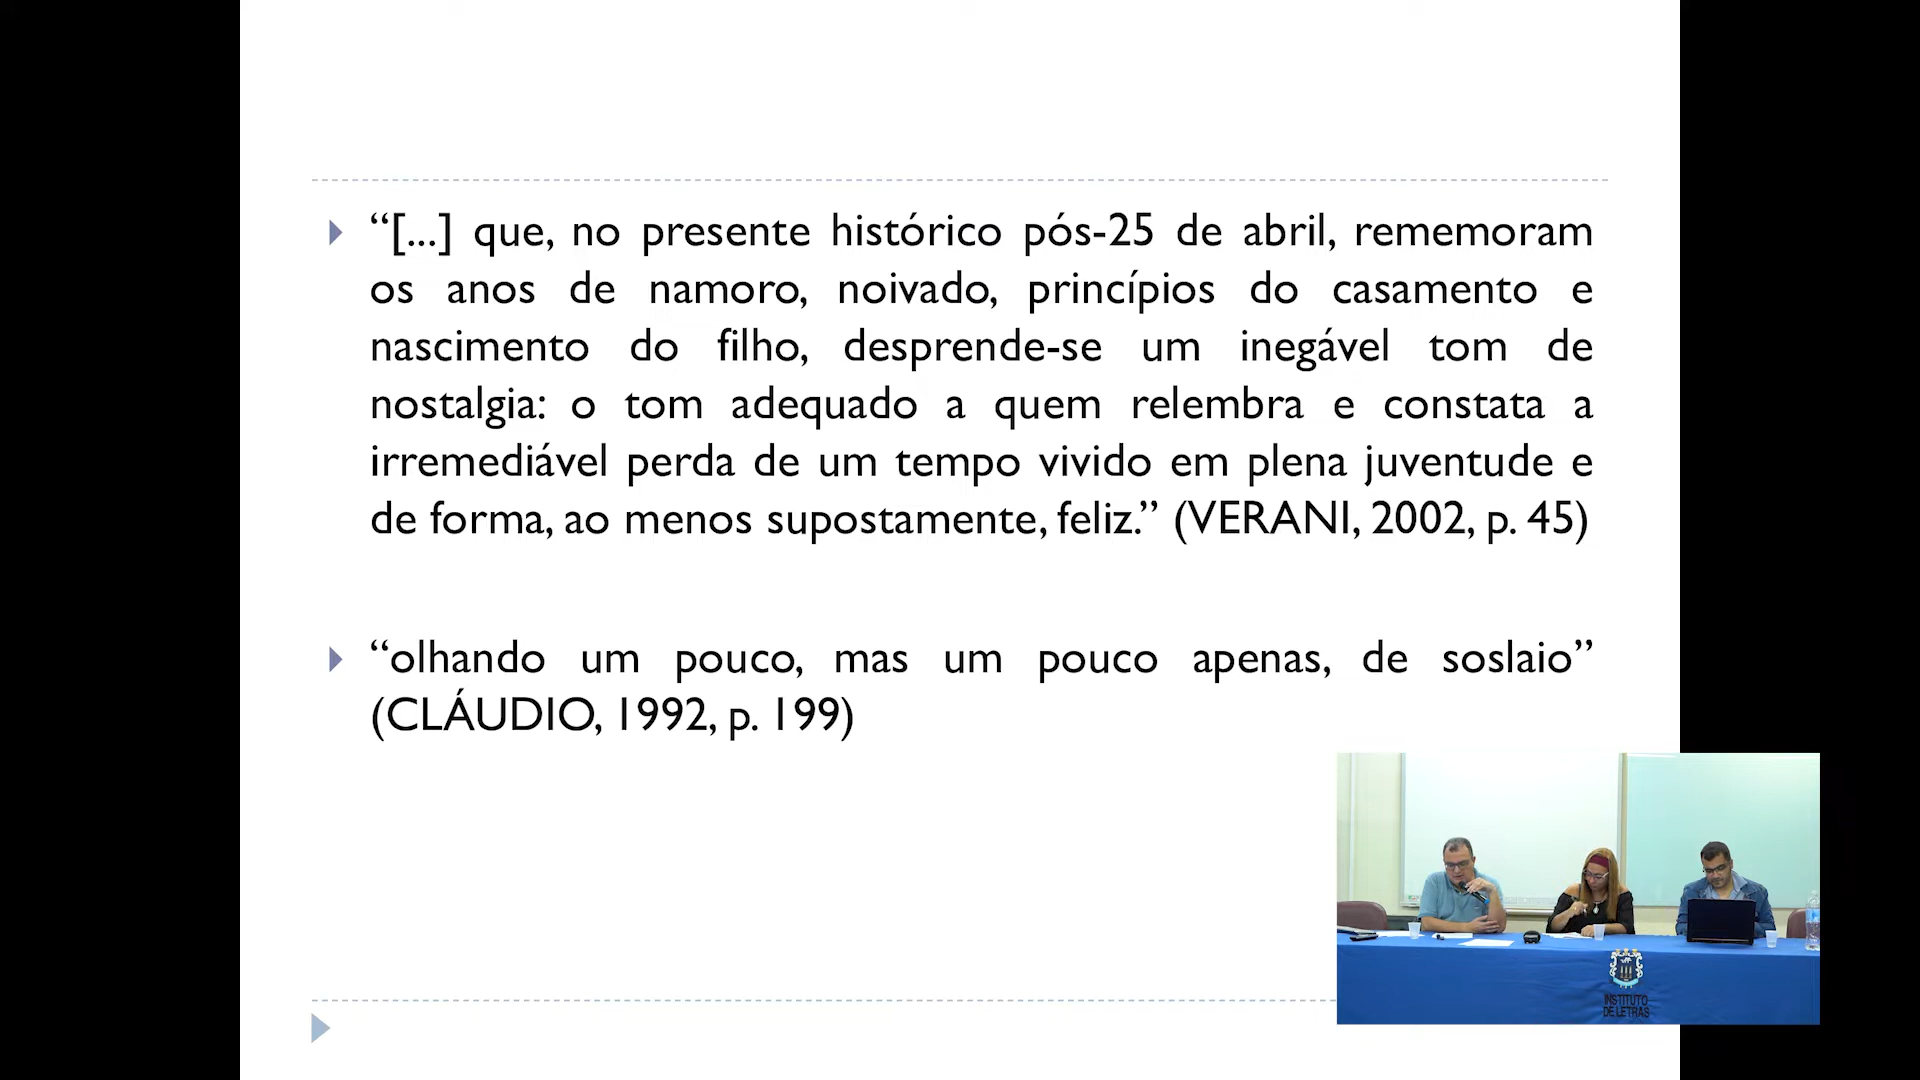 “[...] que, no presente histórico pós-25 de abril, rememoram
os anos de namoro, noivado, princípios do casamento e
nascimento do filho, desprende-se um inegável tom de
nostalgia: o tom adequado a quem relembra e constata a
irremediável perda de um tempo vivido em plena juventude e
de forma, ao menos supostamente, feliz.” (VERANI, 2002, p. 45)
“olhando um pouco, mas um pouco apenas, de soslaio”
(CLÁUDIO, 1992, p. 199)
INSTITUTO
DE LETRAS